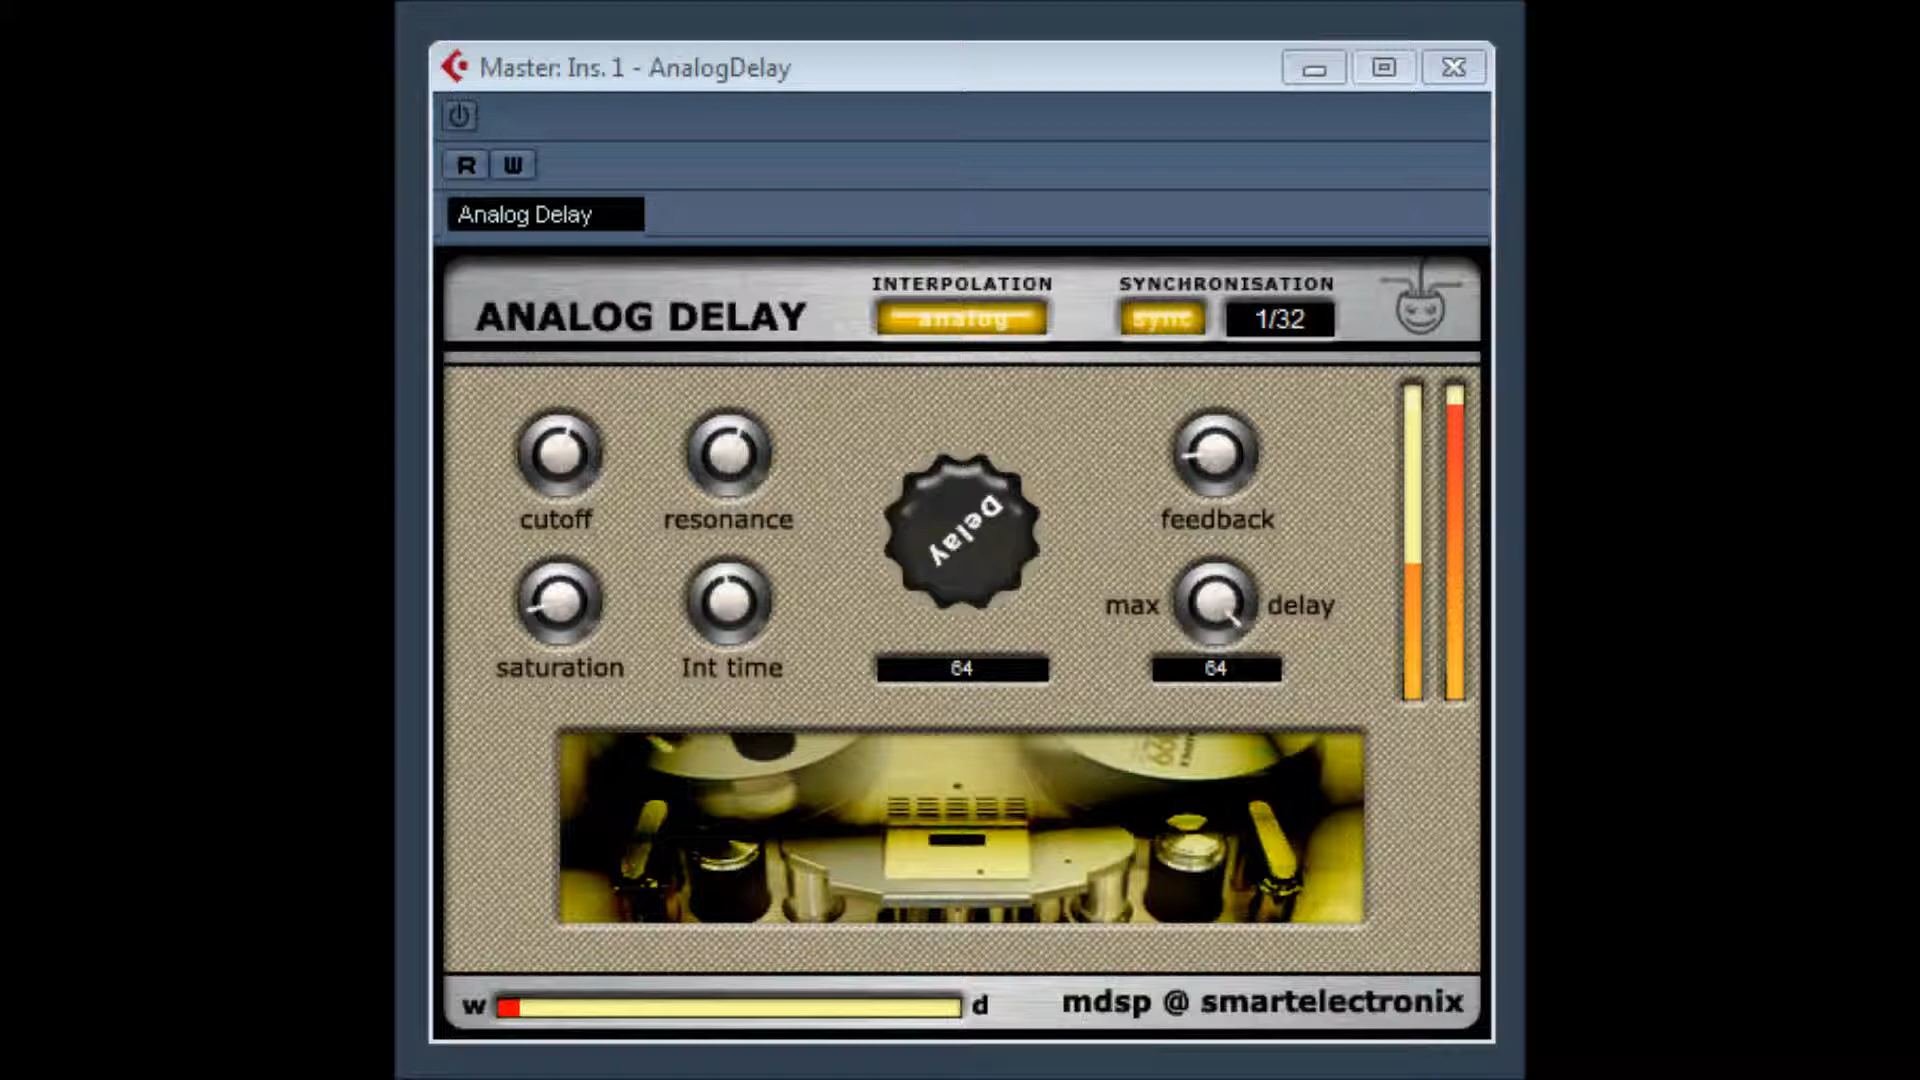 Master: Ins. 1 - AnalogDelay
R W
Analog Delay
INTERPOLATION SYNCHRONISATION
ANALOG DELAY analog sync 1/32
cutoff resonance Delay feedback
max delay
saturation Int time 64 64
w d mdsp @ smartelectronix